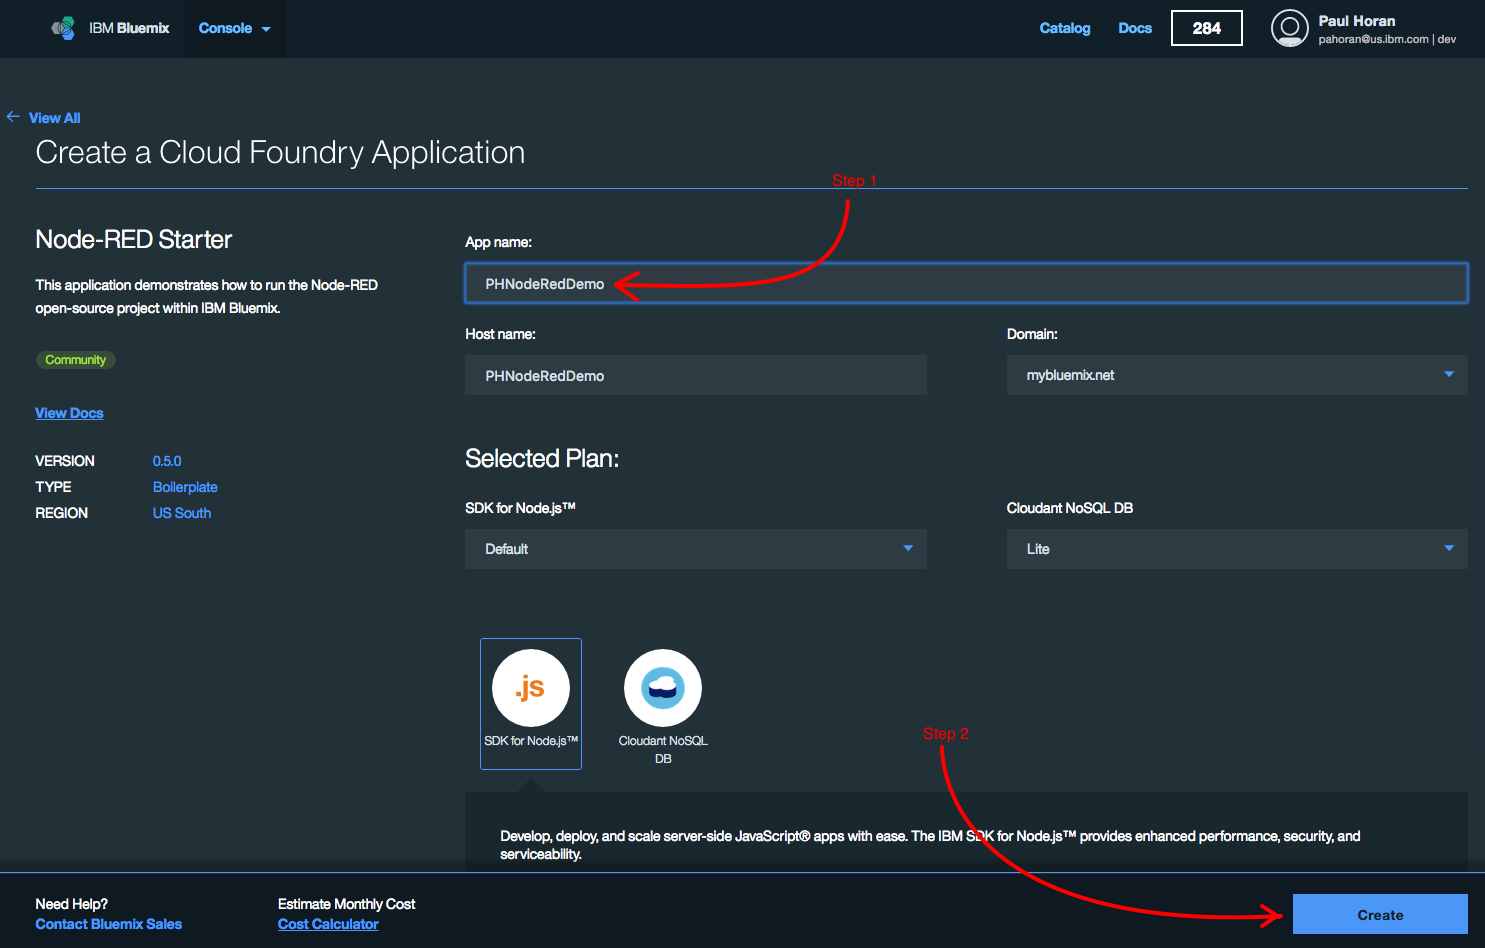 IBM Bluemix
Console
Catalog
Docs
284
Paul Horan
pahoran@us.ibm.com | dev
View All
Create a Cloud Foundry Application
Step 1
Node-RED Starter
This application demonstrates how to run the Node-RED
open-source project within IBM Bluemix.
Community
View Docs
VERSION 0.5.0
TYPE Boilerplate
REGION US South
App name:
PHNodeRedDemo
Host name:
PHNodeRedDemo
Domain:
mybluemix.net
Selected Plan:
SDK for Node.js™
Default
Cloudant NoSQL DB
Lite
.js
SDK for Node.js™
Cloudant NoSQL
DB
Step 2
Develop, deploy, and scale server-side JavaScript® apps with ease. The IBM SDK for Node.js™ provides enhanced performance, security, and
serviceability.
Need Help?
Contact Bluemix Sales
Estimate Monthly Cost
Cost Calculator
Create